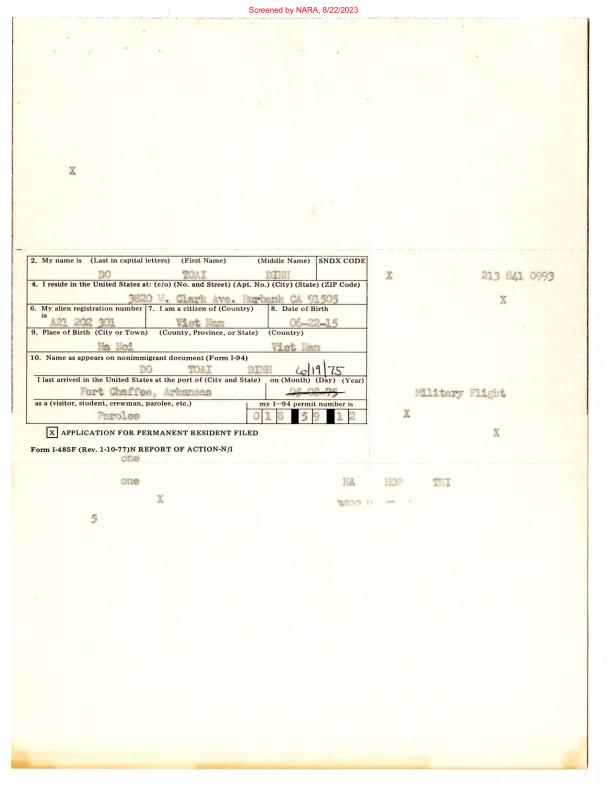 Screened by NARA, 8/22/2023
X
2. My name is (Last in capital letters) (First Name) (Middle Name) SNDX CODE
DO TOAI DINH
X 213 841 0993
4. I reside in the United States at: (c/o) (No. and Street) (Apt. No.) (City) (State) (ZIP Code)
3820 W. Clark Ave. Burbank CA 91505
X
6. My alien registration number is 7. I am a citizen of (Country) 8. Date of Birth
A21 202 301 Viet Nam 06-22-15
9. Place of Birth (City or Town) (County, Province, or State) (Country)
Ha Noi Viet Nam
10. Name as appears on nonimmigrant document (Form I-94)
DO TOAI DINH 6/19/75
I last arrived in the United States at the port of (City and State) on (Month) (Day) (Year)
Fort Chaffee, Arkansas
Military Flight
as (a visitor, student, crewman, parolee, etc.) my I-94 permit number is
Parolee 018 59 12
X
X APPLICATION FOR PERMANENT RESIDENT FILED
X
Form I-485F (Rev. 1-10-77)N REPORT OF ACTION-N/I
one
one HA HOP THI
X 3820 W
5